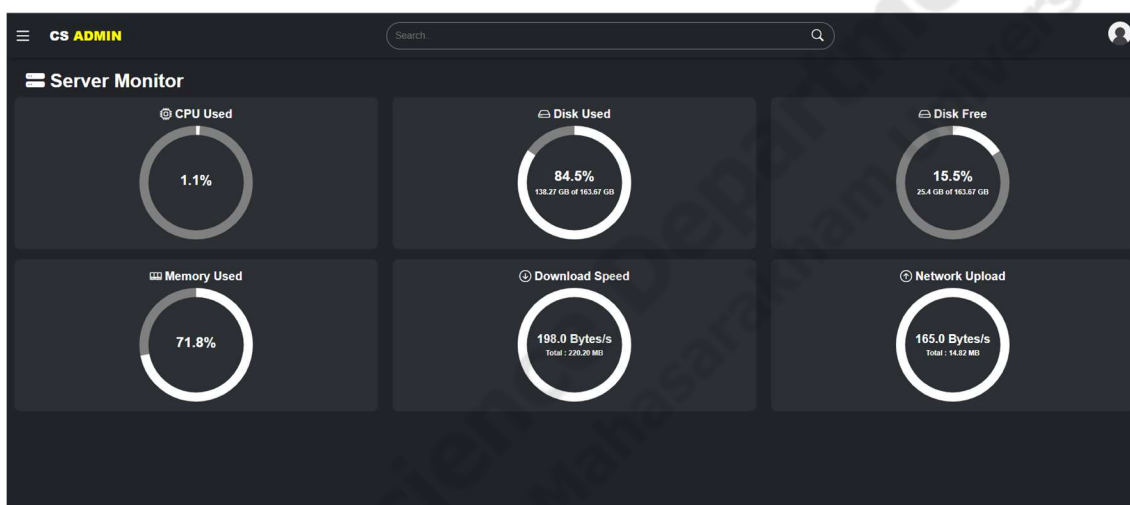 CS ADMIN
Search..
Server Monitor
CPU Used
1.1%
Disk Used
84.5%
138.27 GB of 163.67 GB
Disk Free
15.5%
25.4 GB of 163.67 GB
Memory Used
71.8%
Download Speed
198.0 Bytes/s
Total : 220.20 MB
Network Upload
165.0 Bytes/s
Total : 14.82 MB